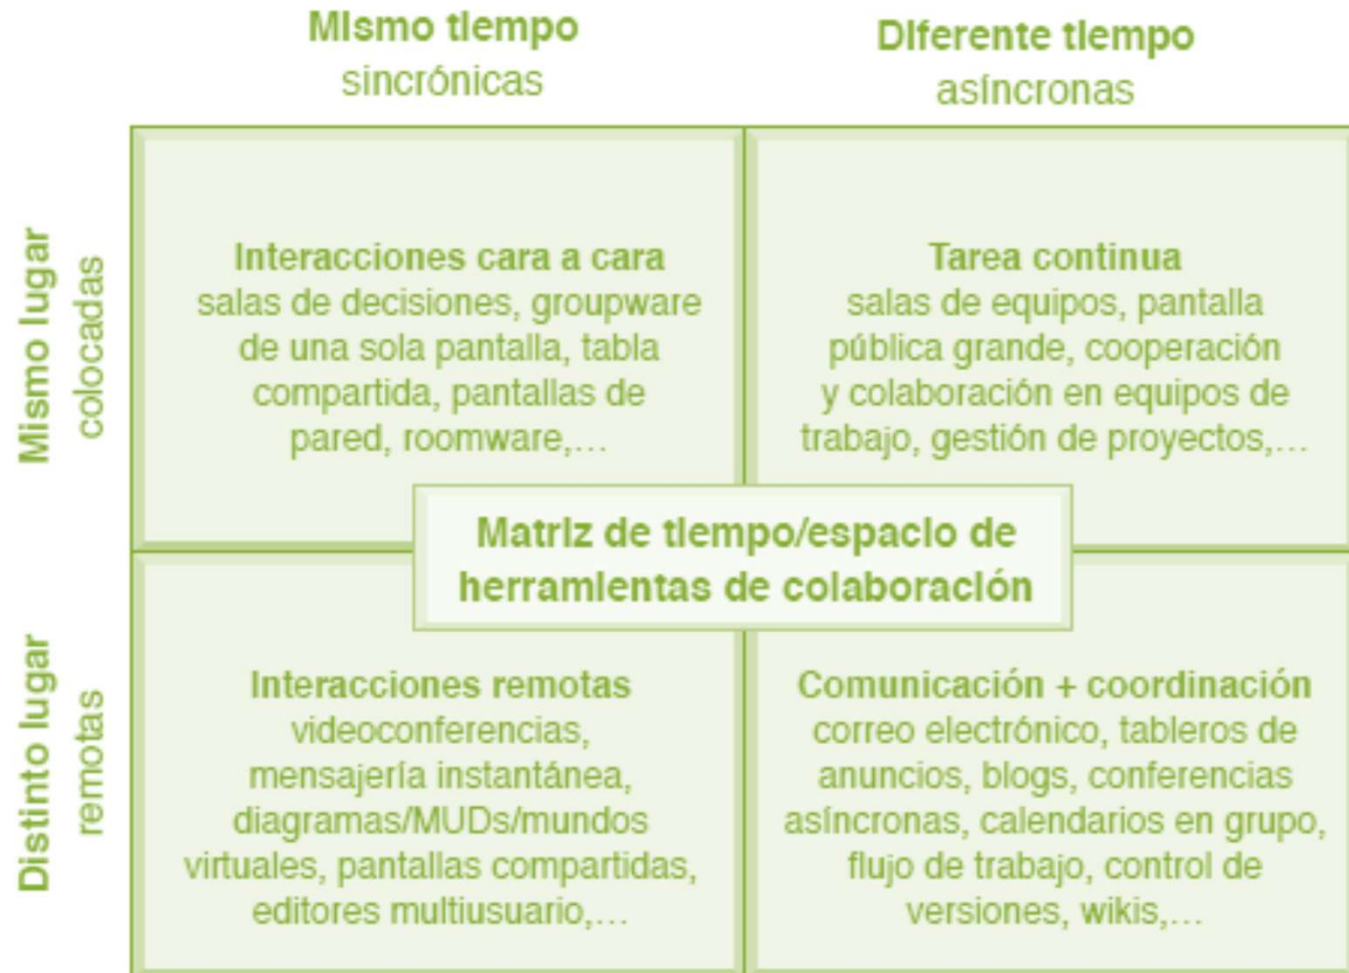 Mismo tiempo
sincrónicas
Diferente tiempo
asíncronas
Mismo lugar
colocadas
Interacciones cara a cara
salas de decisiones, groupware
de una sola pantalla, tabla
compartida, pantallas de
pared, roomware,...
Tarea continua
salas de equipos, pantalla
pública grande, cooperación
y colaboración en equipos de
trabajo, gestión de proyectos,...
Matriz de tiempo/espacio de
herramientas de colaboración
Distinto lugar
remotas
Interacciones remotas
videoconferencias,
mensajería instantánea,
diagramas/MUDs/mundos
virtuales, pantallas compartidas,
editores multiusuario,...
Comunicación + coordinación
correo electrónico, tableros de
anuncios, blogs, conferencias
asíncronas, calendarios en grupo,
flujo de trabajo, control de
versiones, wikis,...